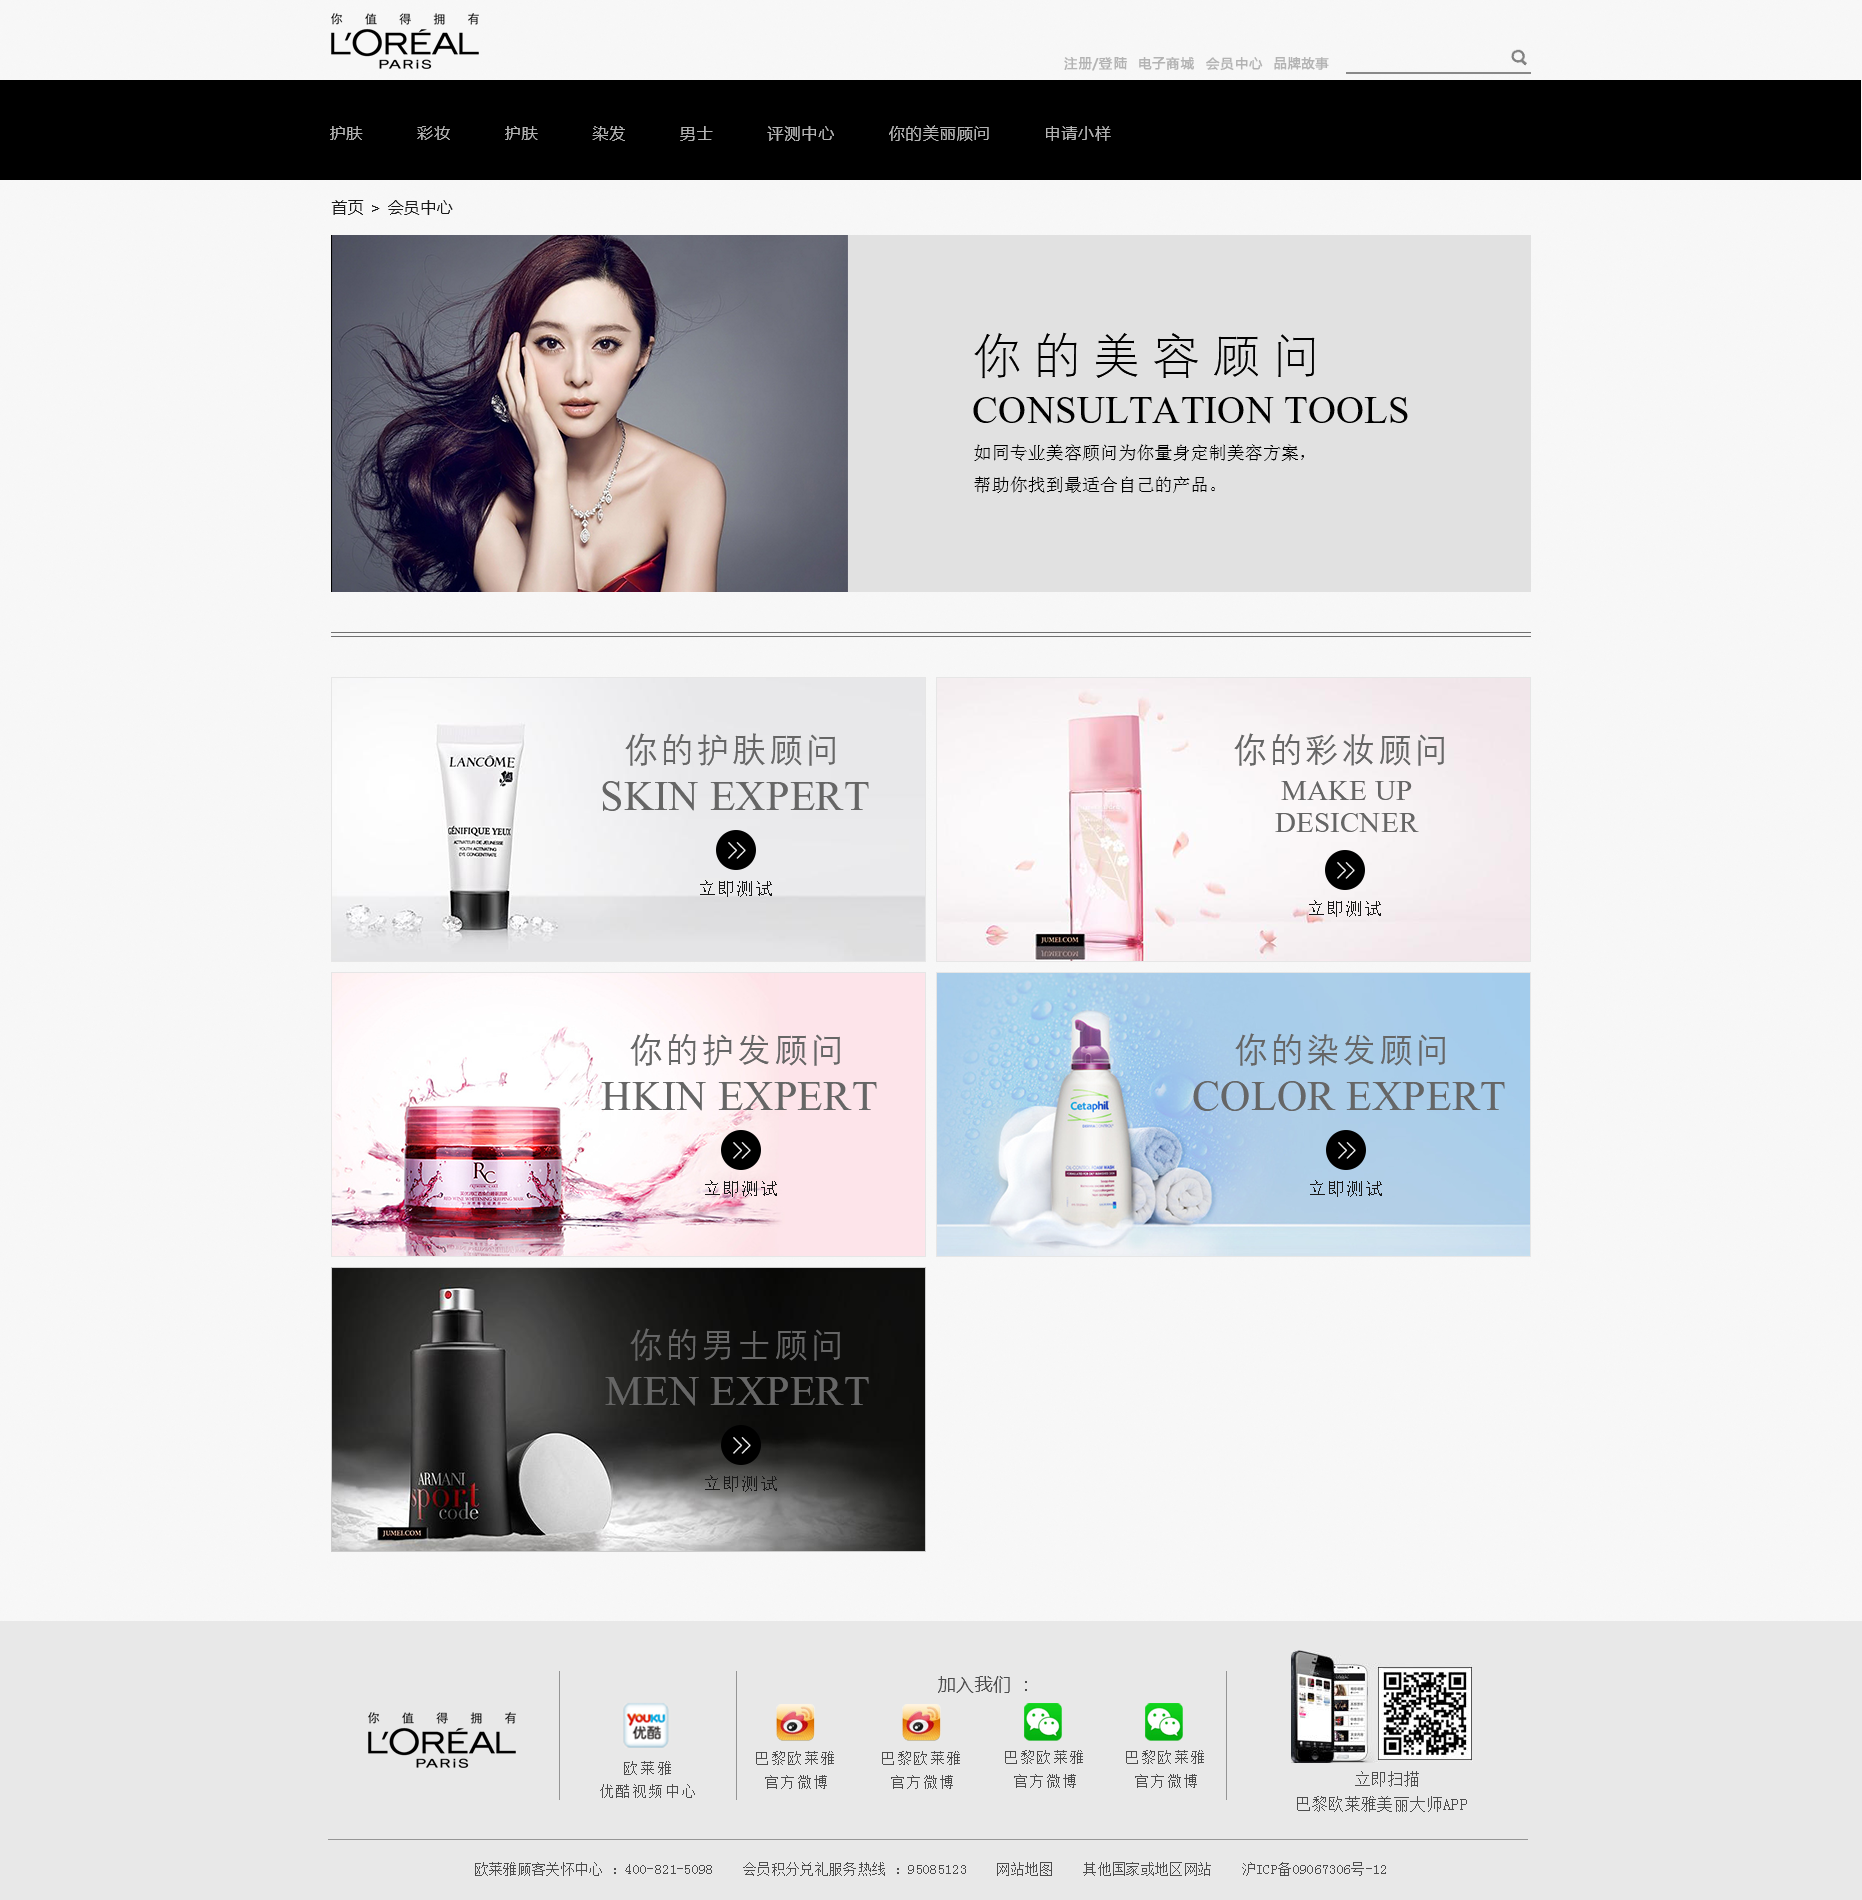 你值得拥有
L'ORÉAL
PARiS
注册/登陆 电子商城 会员中心 品牌故事
护肤 彩妆 护肤 染发 男士 评测中心 你的美丽顾问 申请小样
首页 > 会员中心
你的美容顾问
CONSULTATION TOOLS
如同专业美容顾问为你量身定制美容方案，
帮助你找到最适合自己的产品。
LANCÔME
GÉNIFIQUE YEUX
ACTIVATEUR DE JEUNESSE
YOUTH ACTIVATING
EYE CONCENTRATE
你的护肤顾问
SKIN EXPERT
立即测试
你的彩妆顾问
MAKE UP
DESICNER
立即测试
JUMEI.COM
你的护发顾问
HKIN EXPERT
立即测试
RC
Cetaphil
你的染发顾问
COLOR EXPERT
立即测试
你的男士顾问
MEN EXPERT
立即测试
ARMANI
sport
code
JUMEI.COM
你值得拥有
L'ORÉAL
PARiS
YOUKU
优酷
欧莱雅
优酷视频中心
加入我们 :
巴黎欧莱雅
官方微博
巴黎欧莱雅
官方微博
巴黎欧莱雅
官方微博
巴黎欧莱雅
官方微博
立即扫描
巴黎欧莱雅美丽大师APP
欧莱雅顾客关怀中心 : 400-821-5098 会员积分兑礼服务热线 : 95085123 网站地图 其他国家或地区网站 沪ICP备09067306号-12